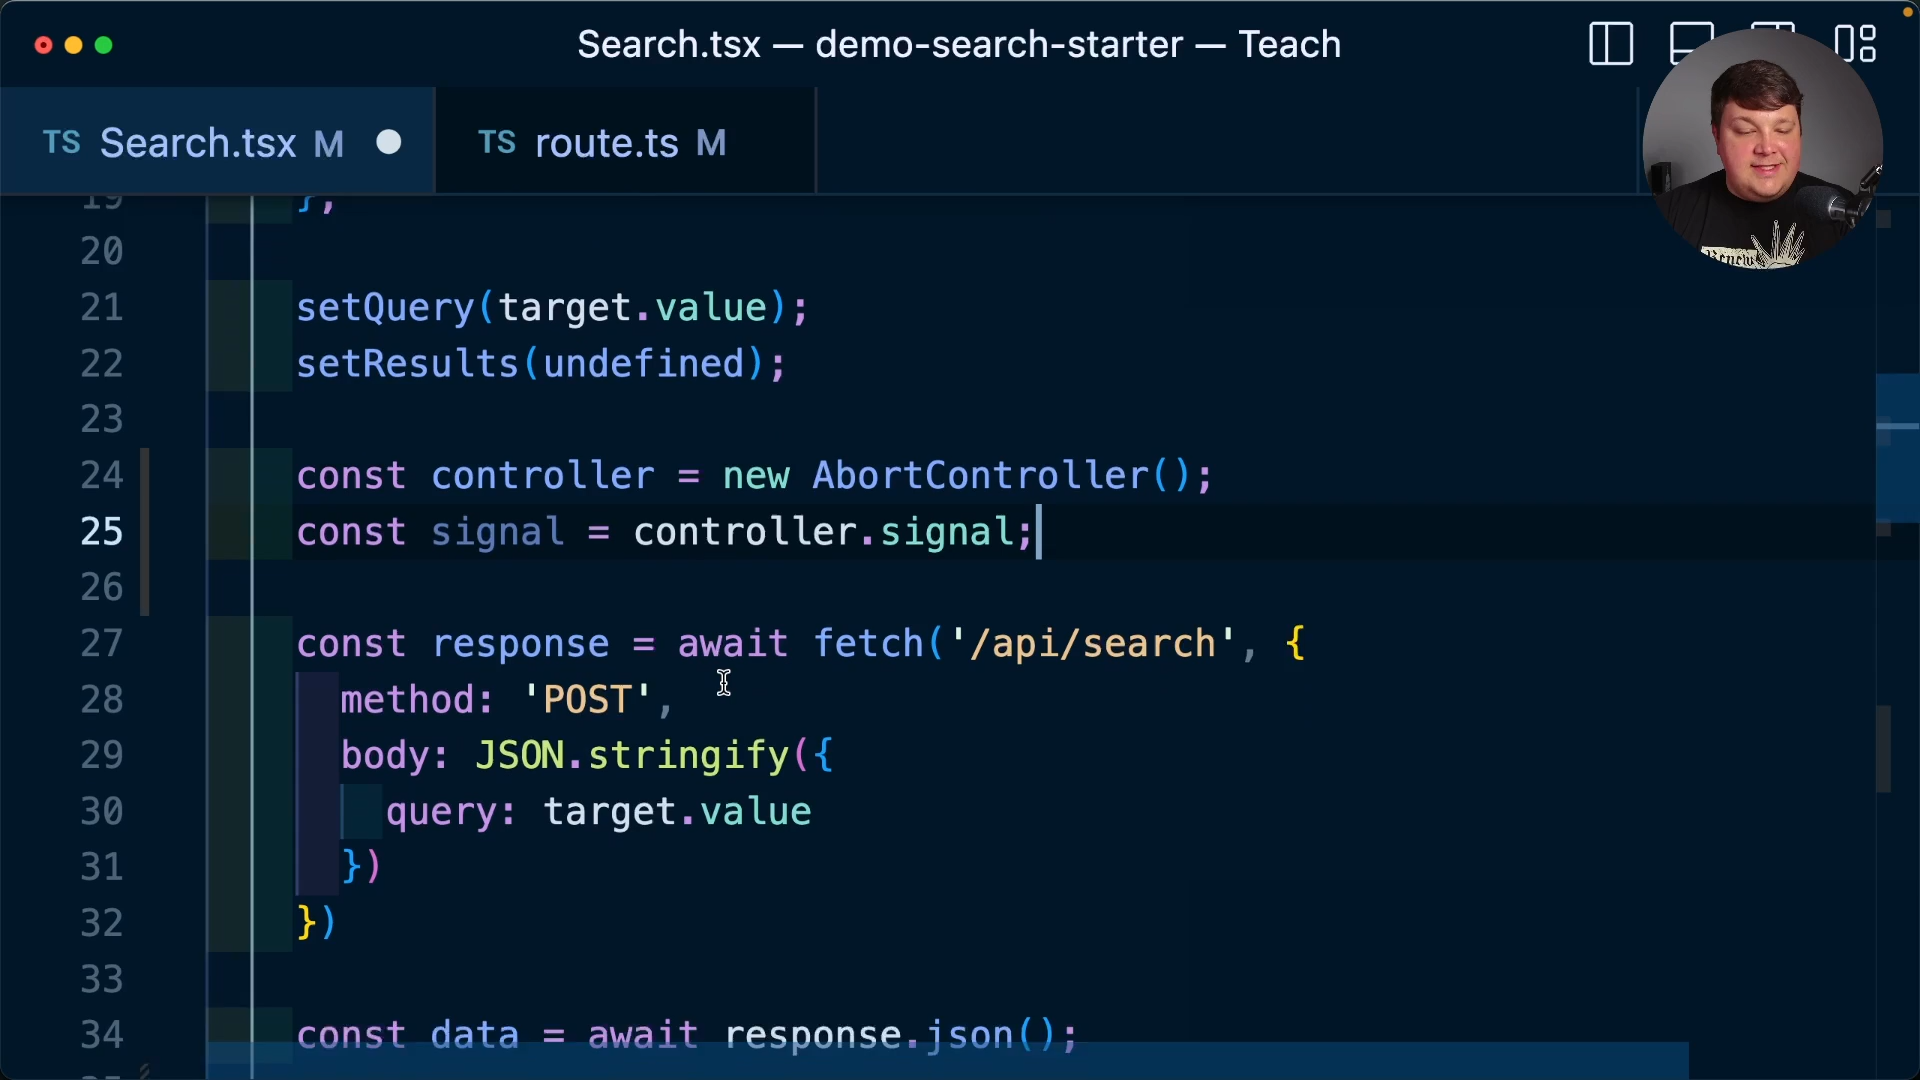 Search.tsx — demo-search-starter — Teach
TS Search.tsx M
TS route.ts M
19 };
20
21 setQuery(target.value);
22 setResults(undefined);
23
24 const controller = new AbortController();
25 const signal = controller.signal;
26
27 const response = await fetch('/api/search', {
28 method: 'POST',
29 body: JSON.stringify({
30 query: target.value
31 })
32 })
33
34 const data = await response.json();